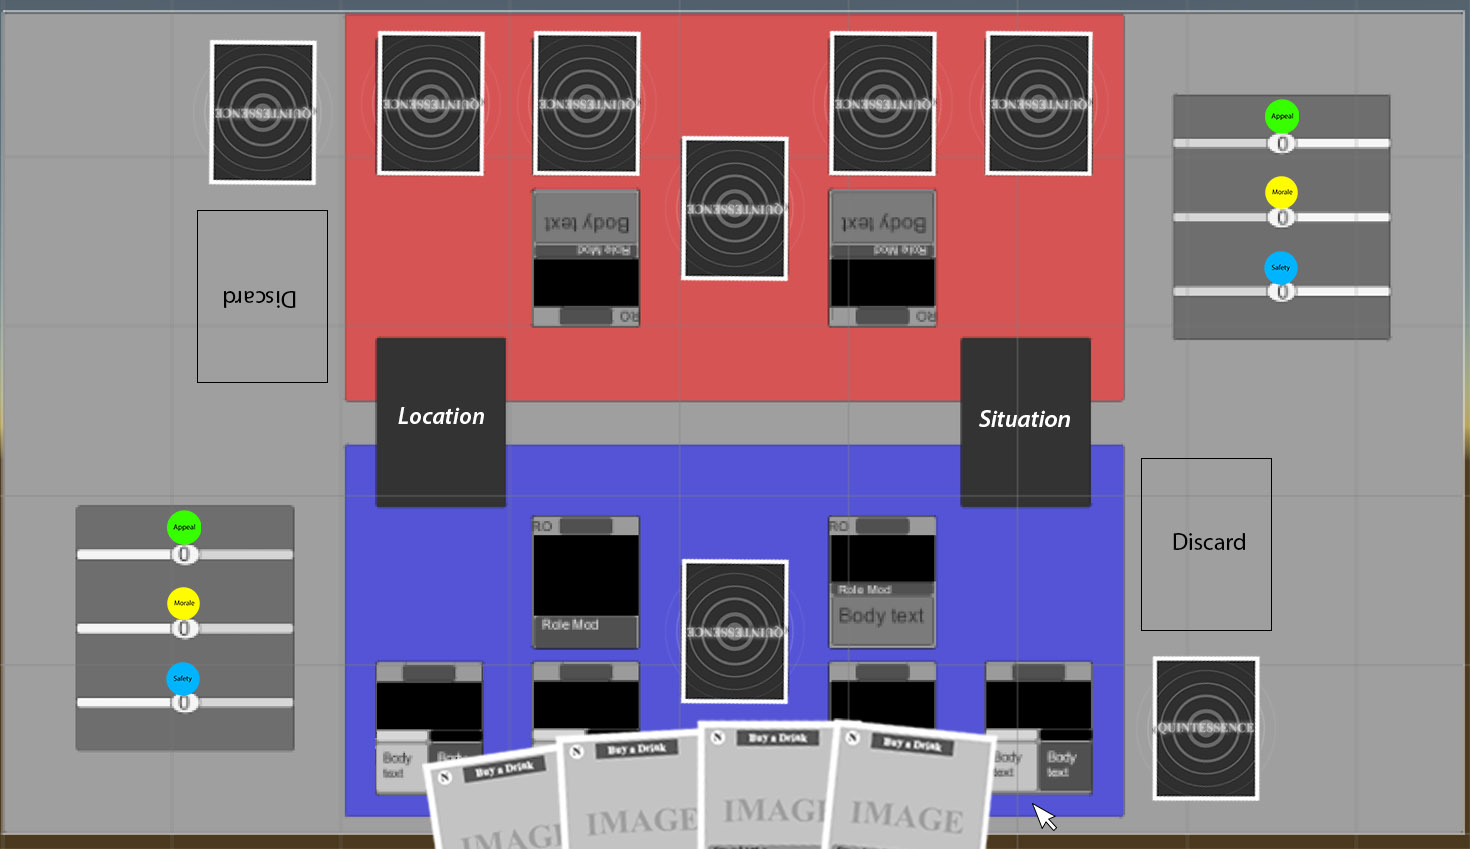 QUINTESSENCE
QUINTESSENCE
QUINTESSENCE
QUINTESSENCE
QUINTESSENCE
QUINTESSENCE
Body text
Role Mod
RO
Body text
Role Mod
RO
Appeal
0
Morale
0
Safety
0
Discard
Location
Situation
Discard
Appeal
0
Morale
0
Safety
0
RO
Role Mod
RO
Role Mod
Body text
QUINTESSENCE
QUINTESSENCE
Body
text
Body
Body
text
Body
text
N
Buy a Drink
IMAGE
N
Buy a Drink
IMAGE
N
Buy a Drink
IMAGE
N
Buy a Drink
IMAGE